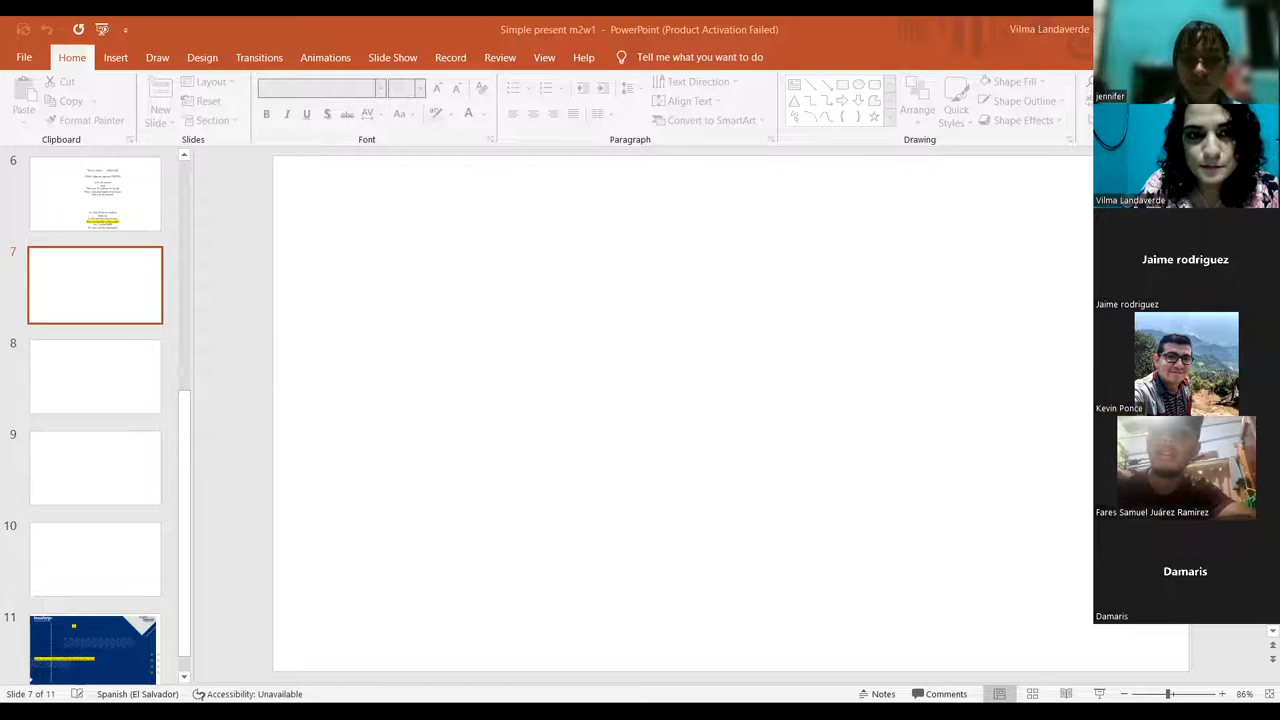 Simple present m2w1 - PowerPoint (Product Activation Failed)
Vilma Landaverde
File Home Insert Draw Design Transitions Animations Slide Show Record Review View Help Tell me what you want to do
Paste
Cut
Copy
Format Painter
Clipboard
New Slide
Layout
Reset
Section
Slides
B I U S abc AV Aa A A A A
Font
Text Direction
Align Text
Convert to SmartArt
Paragraph
Arrange
Quick Styles
Shape Fill
Shape Outline
Shape Effects
Drawing
6
7
8
9
10
11
jennifer
Vilma Landaverde
Jaime rodriguez
Jaime rodriguez
Kevin Ponce
Fares Samuel Juárez Ramirez
Damaris
Damaris
Slide 7 of 11 Spanish (El Salvador) Accessibility: Unavailable Notes Comments 86%